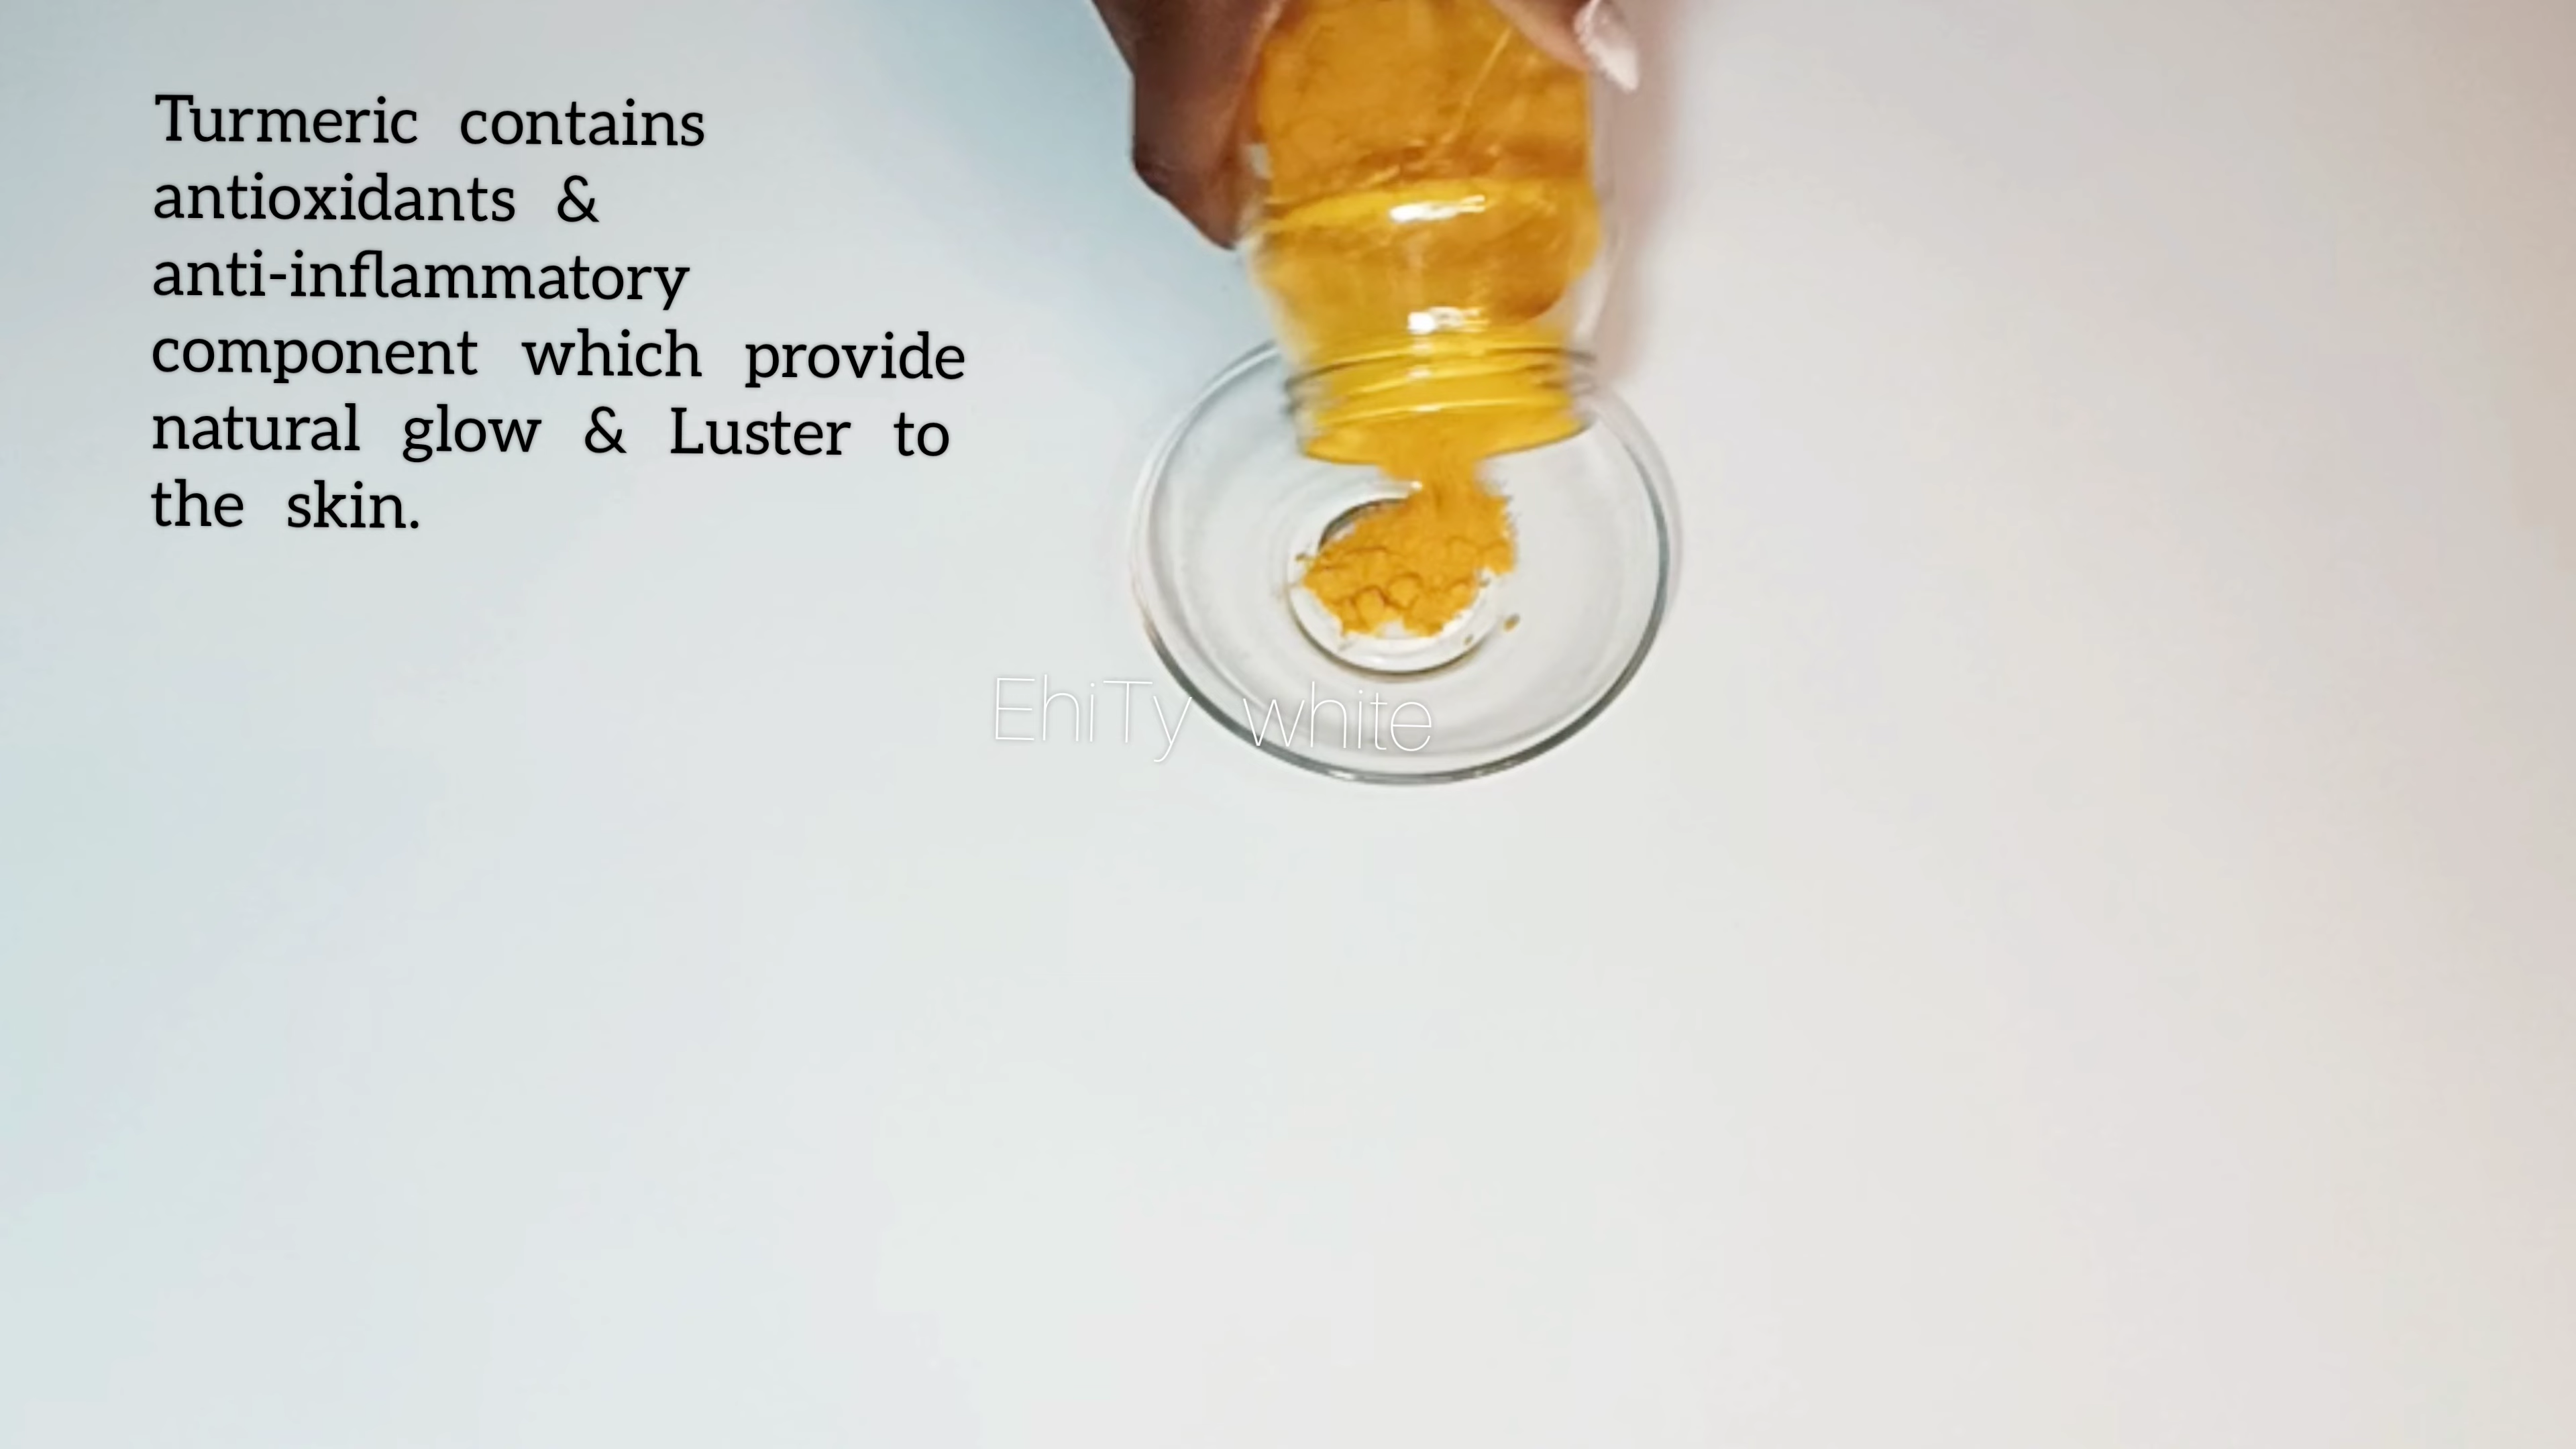 Turmeric contains
antioxidants &
anti-inflammatory
component which provide
natural glow & Luster to
the skin.
EhiTy white